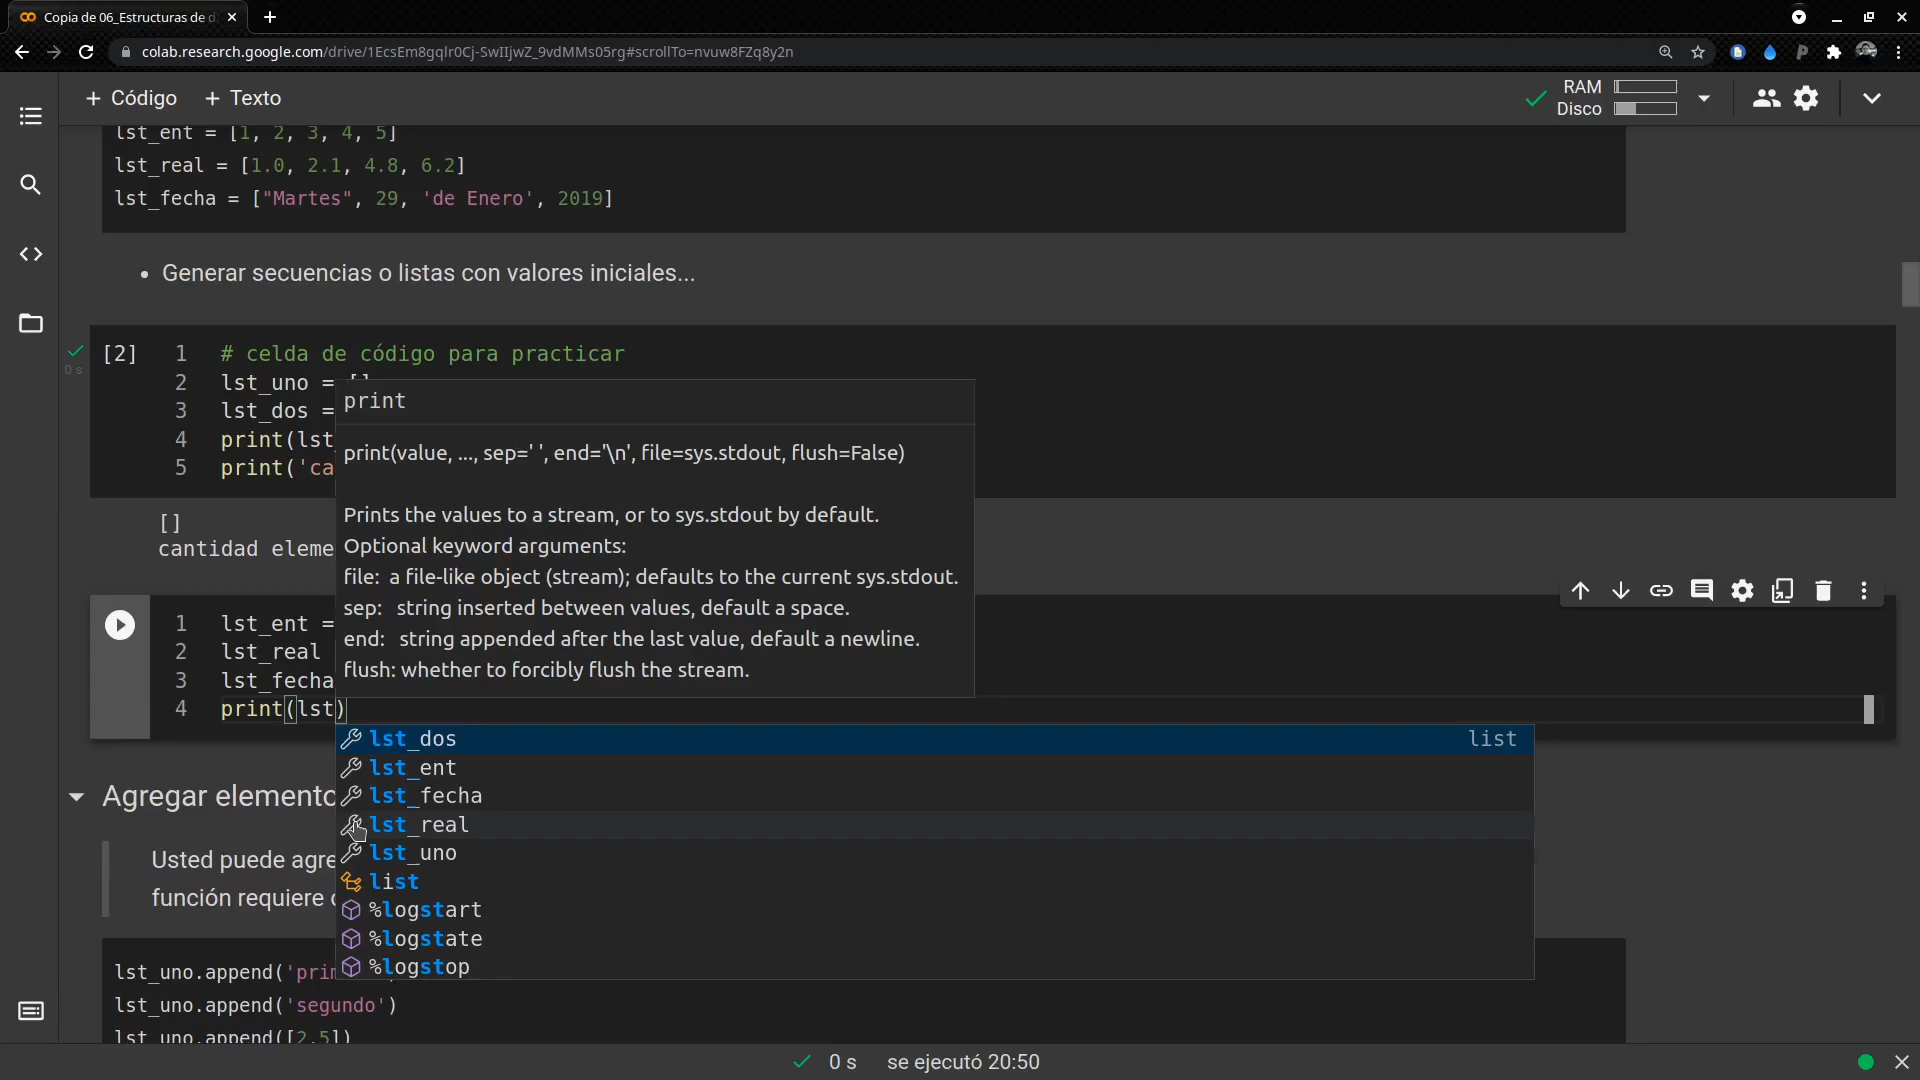 Copia de 06_Estructuras de d
colab.research.google.com/drive/1EcsEm8gqlr0Cj-SwIIjwZ_9vdMMs05rg#scrollTo=nvuw8FZq8y2n
+ Código + Texto
RAM
Disco
lst_ent = [1, 2, 3, 4, 5]
lst_real = [1.0, 2.1, 4.8, 6.2]
lst_fecha = ["Martes", 29, 'de Enero', 2019]
• Generar secuencias o listas con valores iniciales...
[2] 1 # celda de código para practicar
0 s
2 lst_uno = []
3 lst_dos =
4 print(lst
5 print('ca
print
print(value, ..., sep=' ', end='\n', file=sys.stdout, flush=False)
Prints the values to a stream, or to sys.stdout by default.
Optional keyword arguments:
file: a file-like object (stream); defaults to the current sys.stdout.
sep: string inserted between values, default a space.
end: string appended after the last value, default a newline.
flush: whether to forcibly flush the stream.
[]
cantidad eleme
1 lst_ent =
2 lst_real
3 lst_fecha
4 print(lst)
lst_dos list
lst_ent
lst_fecha
lst_real
lst_uno
list
%logstart
%logstate
%logstop
Agregar elemento
Usted puede agre
función requiere
lst_uno.append('prim
lst_uno.append('segundo')
lst_uno.append([2,5])
0 s se ejecutó 20:50